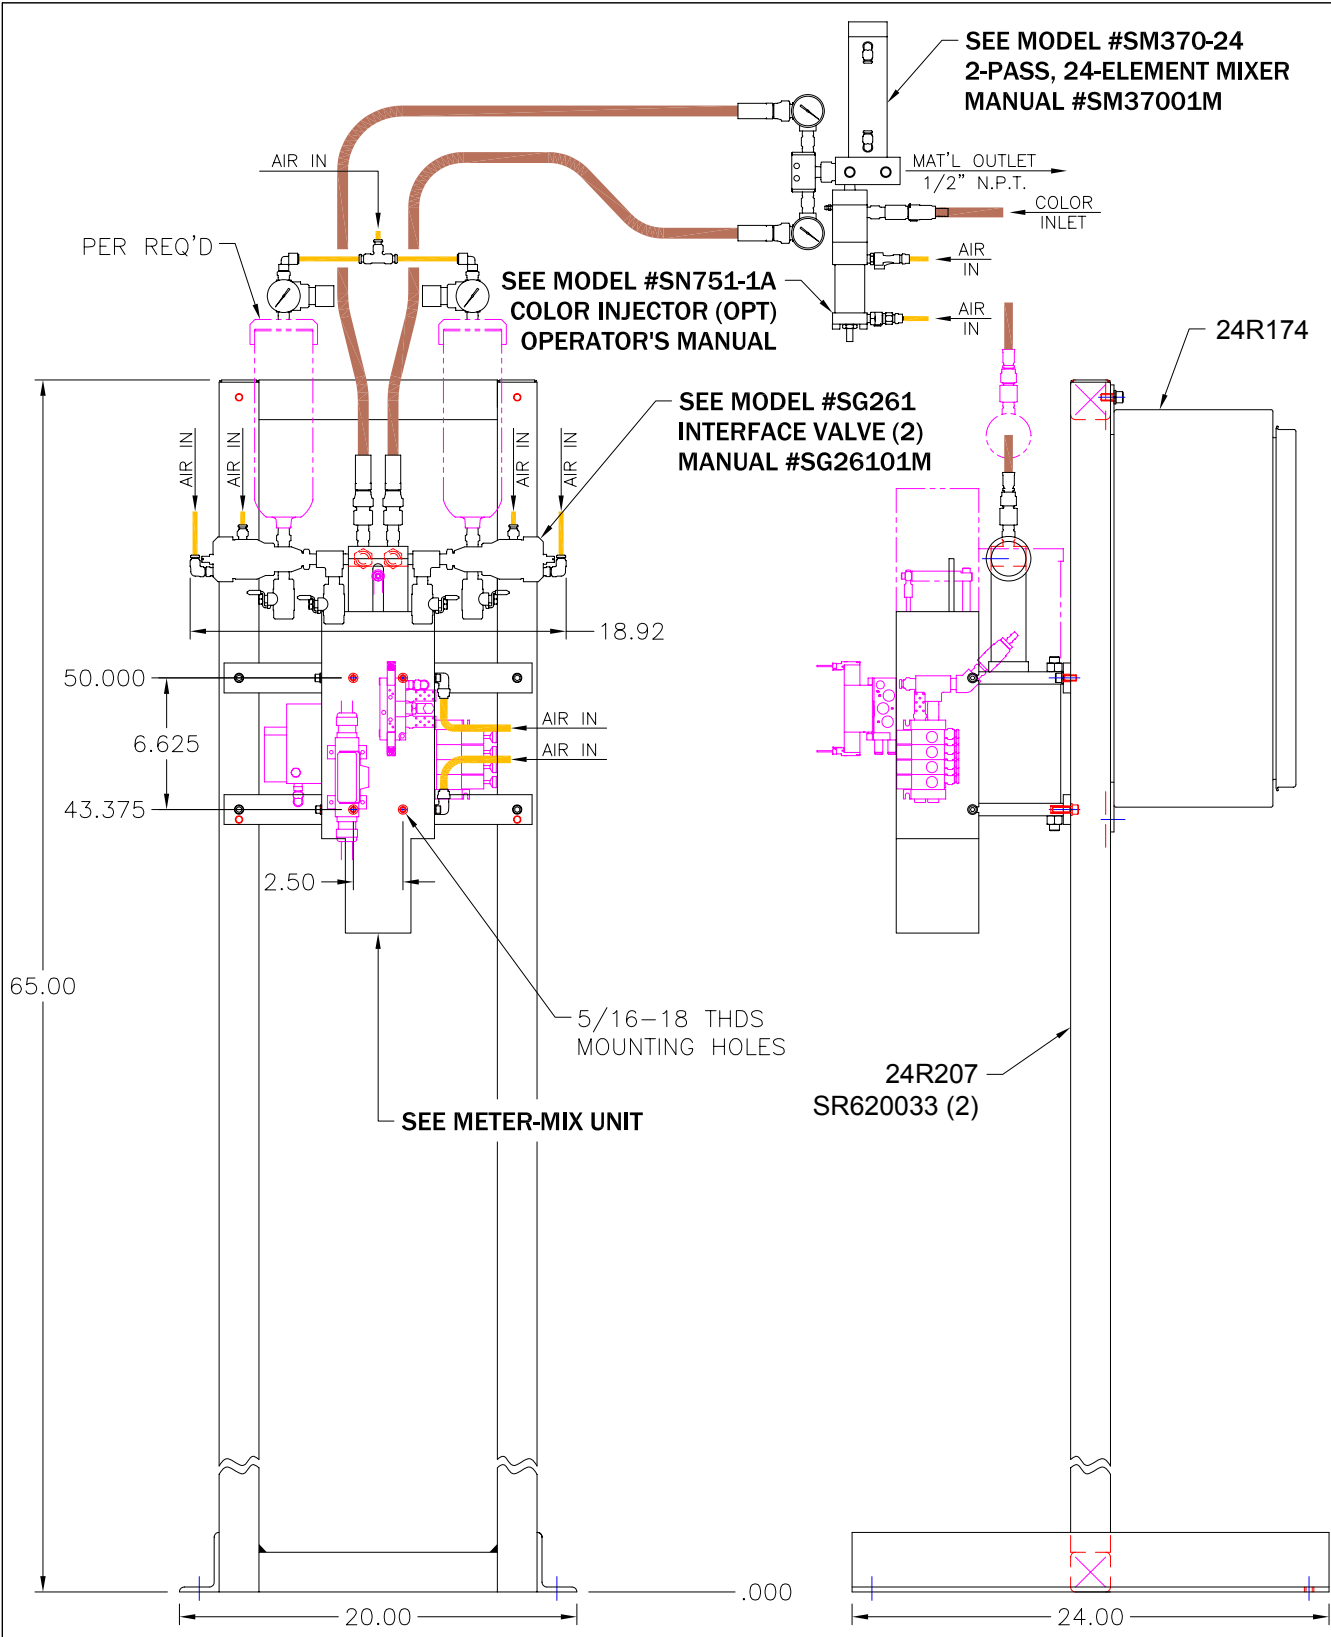 SEE MODEL #SM370-24
2-PASS, 24-ELEMENT MIXER
MANUAL #SM37001M
AIR IN
MAT'L OUTLET
1/2" N.P.T.
COLOR
INLET
PER REQ'D
AIR
IN
SEE MODEL #SN751-1A
COLOR INJECTOR (OPT)
OPERATOR'S MANUAL
AIR
IN
24R174
SEE MODEL #SG261
INTERFACE VALVE (2)
MANUAL #SG26101M
AIR IN
AIR IN
AIR IN
AIR IN
18.92
50.000
AIR IN
6.625
AIR IN
43.375
2.50
65.00
5/16-18 THDS
MOUNTING HOLES
24R207
SR620033 (2)
SEE METER-MIX UNIT
.000
20.00
24.00